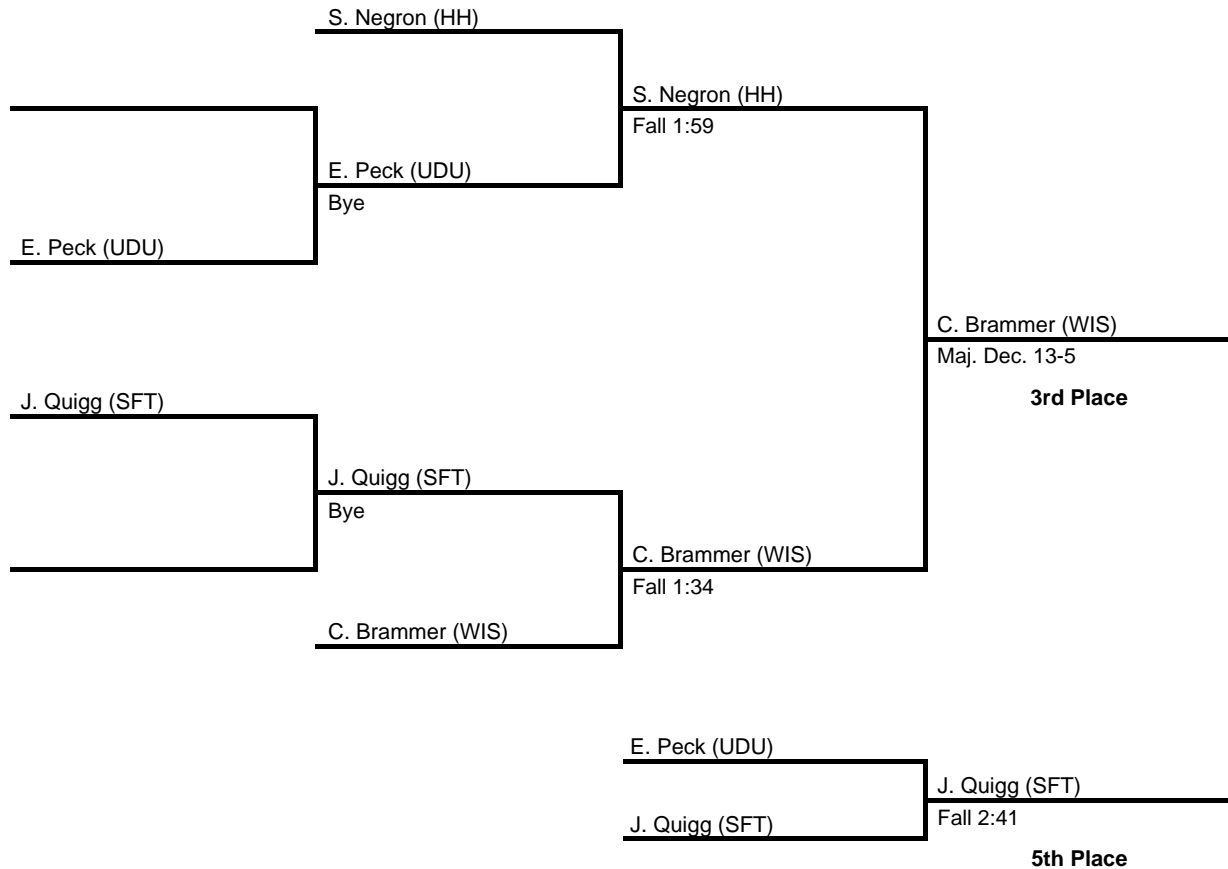 S. Negron (HH)
S. Negron (HH)
Fall 1:59
E. Peck (UDU)
Bye
E. Peck (UDU)
C. Brammer (WIS)
Maj. Dec. 13-5
3rd Place
J. Quigg (SFT)
J. Quigg (SFT)
Bye
C. Brammer (WIS)
Fall 1:34
C. Brammer (WIS)
E. Peck (UDU)
J. Quigg (SFT)
Fall 2:41
J. Quigg (SFT)
5th Place